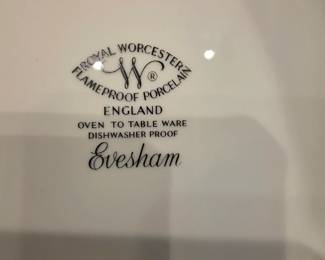 ROYAL WORCESTER
W®
FLAMEPROOF PORCELAIN
ENGLAND
OVEN TO TABLE WARE
DISHWASHER PROOF
Evesham